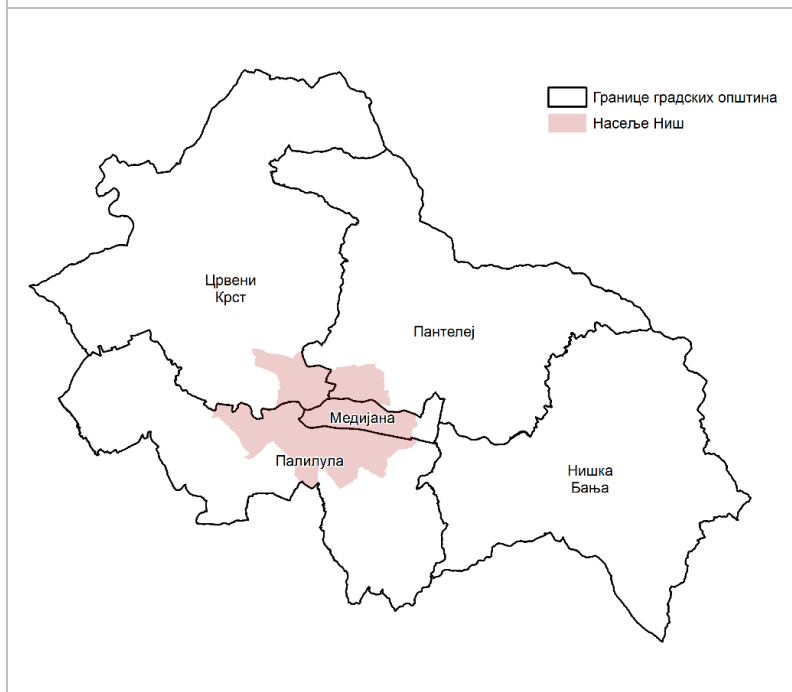 Границе градских општина
Насеље Ниш
Црвени
Крст
Пантелеј
Медијана
Палилула
Нишка
Бања